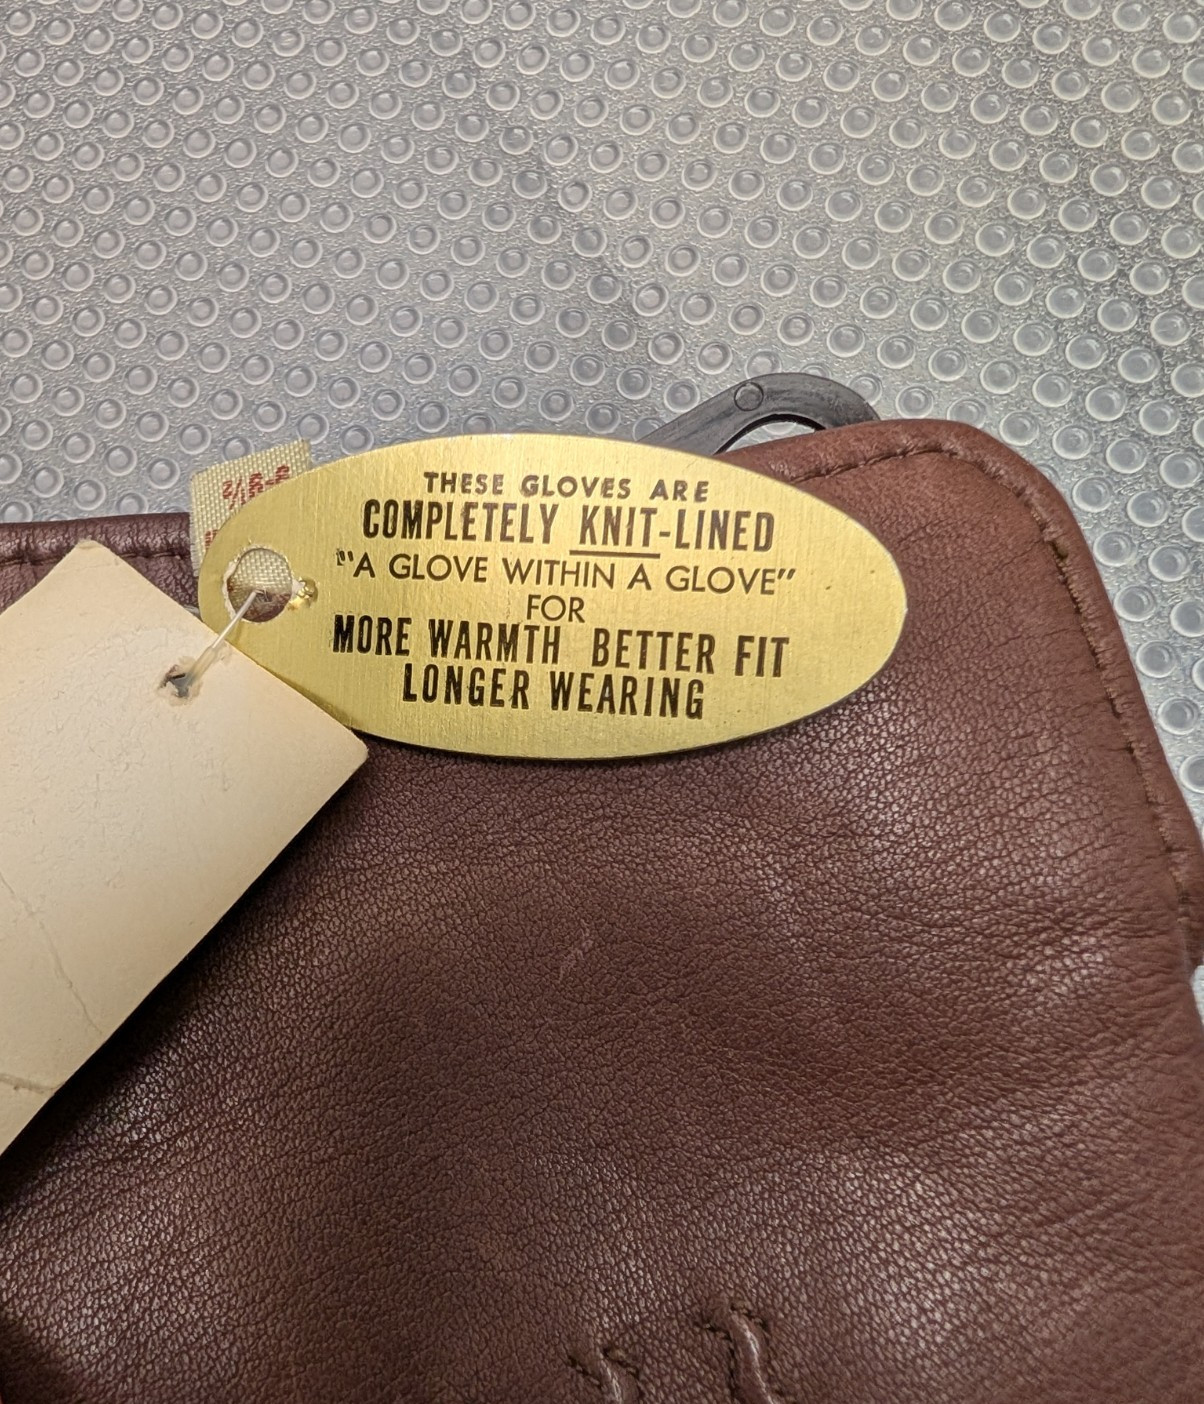 THESE GLOVES ARE
COMPLETELY KNIT-LINED
"A GLOVE WITHIN A GLOVE"
FOR
MORE WARMTH BETTER FIT
LONGER WEARING